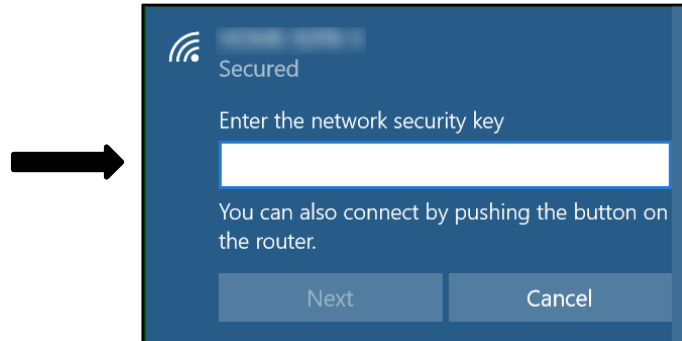 Secured
Enter the network security key
You can also connect by pushing the button on
the router.
Next Cancel